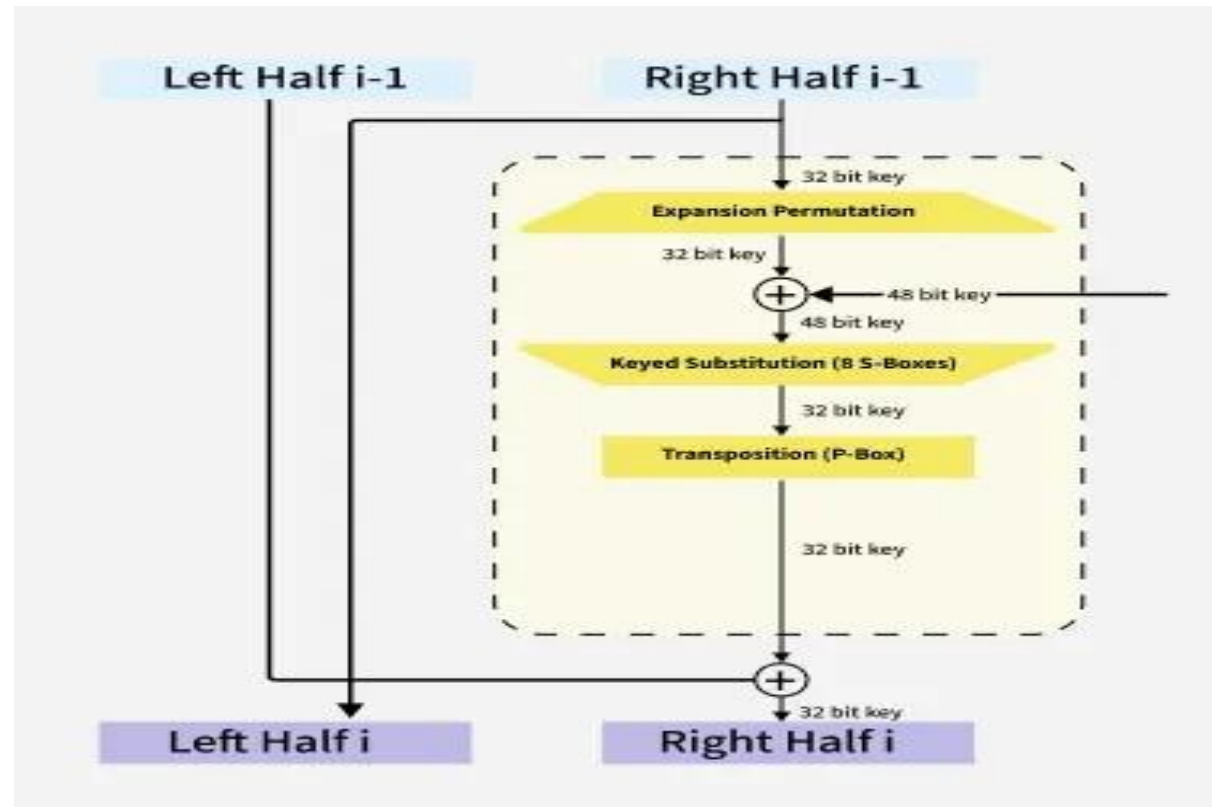 Left Half i-1
Right Half i-1
32 bit key
Expansion Permutation
32 bit key
48 bit key
48 bit key
Keyed Substitution (8 S-Boxes)
32 bit key
Transposition (P-Box)
32 bit key
32 bit key
Left Half i
Right Half i